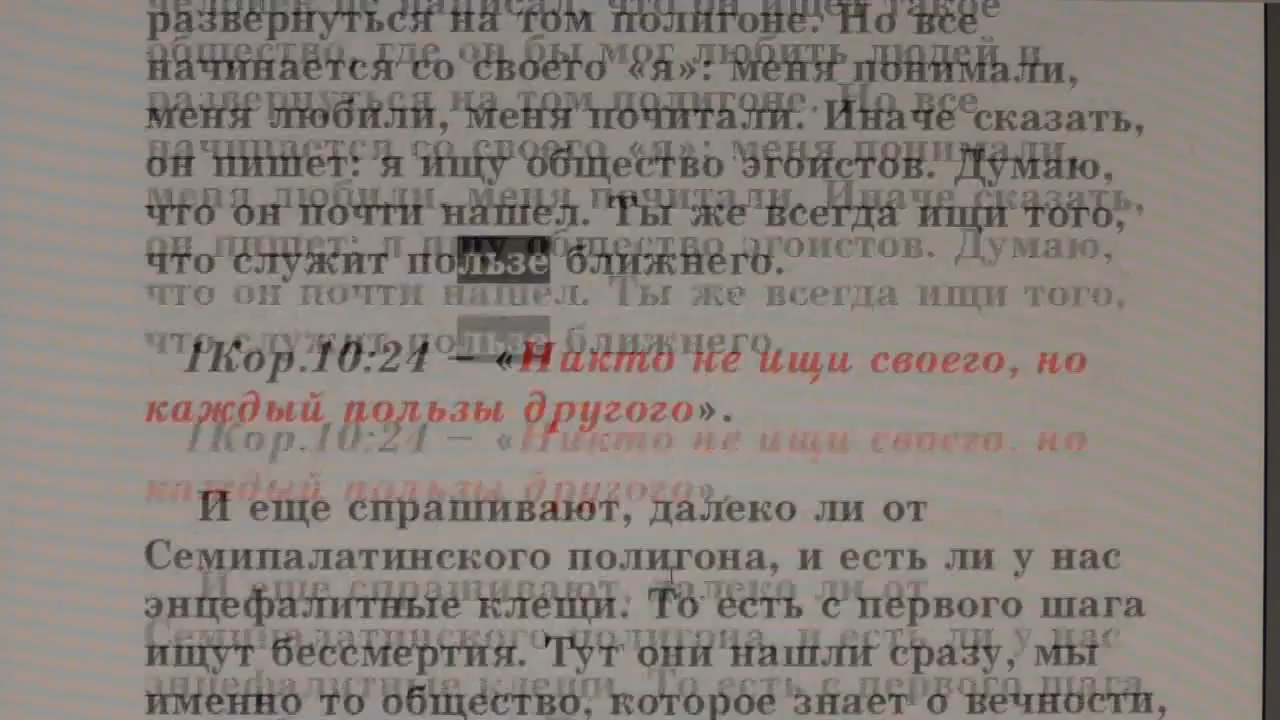 развернуться на том полигоне. Но все
начинается со своего «я»: меня понимали,
меня любили, меня почитали. Иначе сказать,
он пишет: я ищу общество эгоистов. Думаю,
что он почти нашел. Ты же всегда ищи того,
что служит пользе ближнего.
1Кор.10:24 – «Никто не ищи своего, но
каждый пользы другого».
И еще спрашивают, далеко ли от
Семипалатинского полигона, и есть ли у нас
энцефалитные клещи. То есть с первого шага
ищут бессмертия. Тут они нашли сразу, мы
именно то общество, которое знает о вечности,